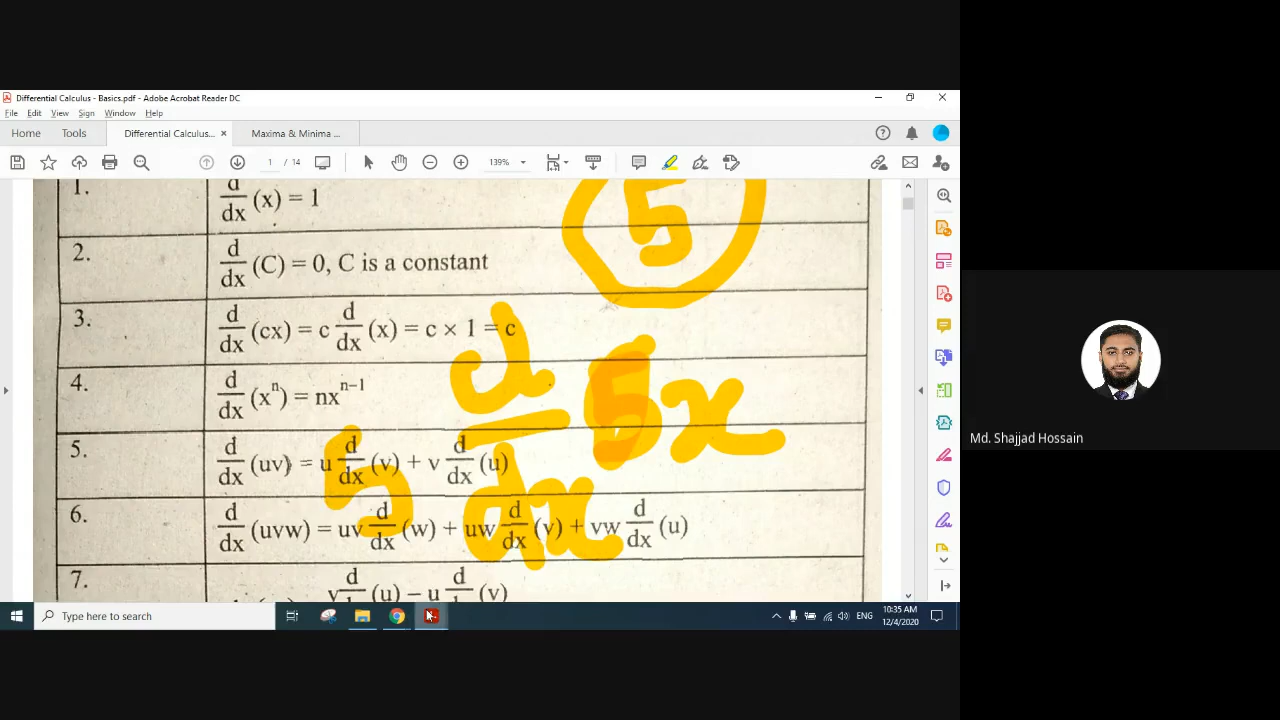 Differential Calculus - Basics.pdf - Adobe Acrobat Reader DC
File Edit View Sign Window Help
Home Tools Differential Calculus... × Maxima & Minima ...
1 / 14 139%
1. d/dx (x) = 1
5
2. d/dx (C) = 0, C is a constant
3. d/dx (cx) = c d/dx (x) = c × 1 = c
4. d/dx (xⁿ) = nxⁿ⁻¹
d/dx 5x
5
5. d/dx (uv) = u d/dx (v) + v d/dx (u)
6. d/dx (uvw) = uv d/dx (w) + uw d/dx (v) + vw d/dx (u)
7. v d/ (u) – u d/ (v)
Md. Shajjad Hossain
Type here to search
ENG
10:35 AM
12/4/2020